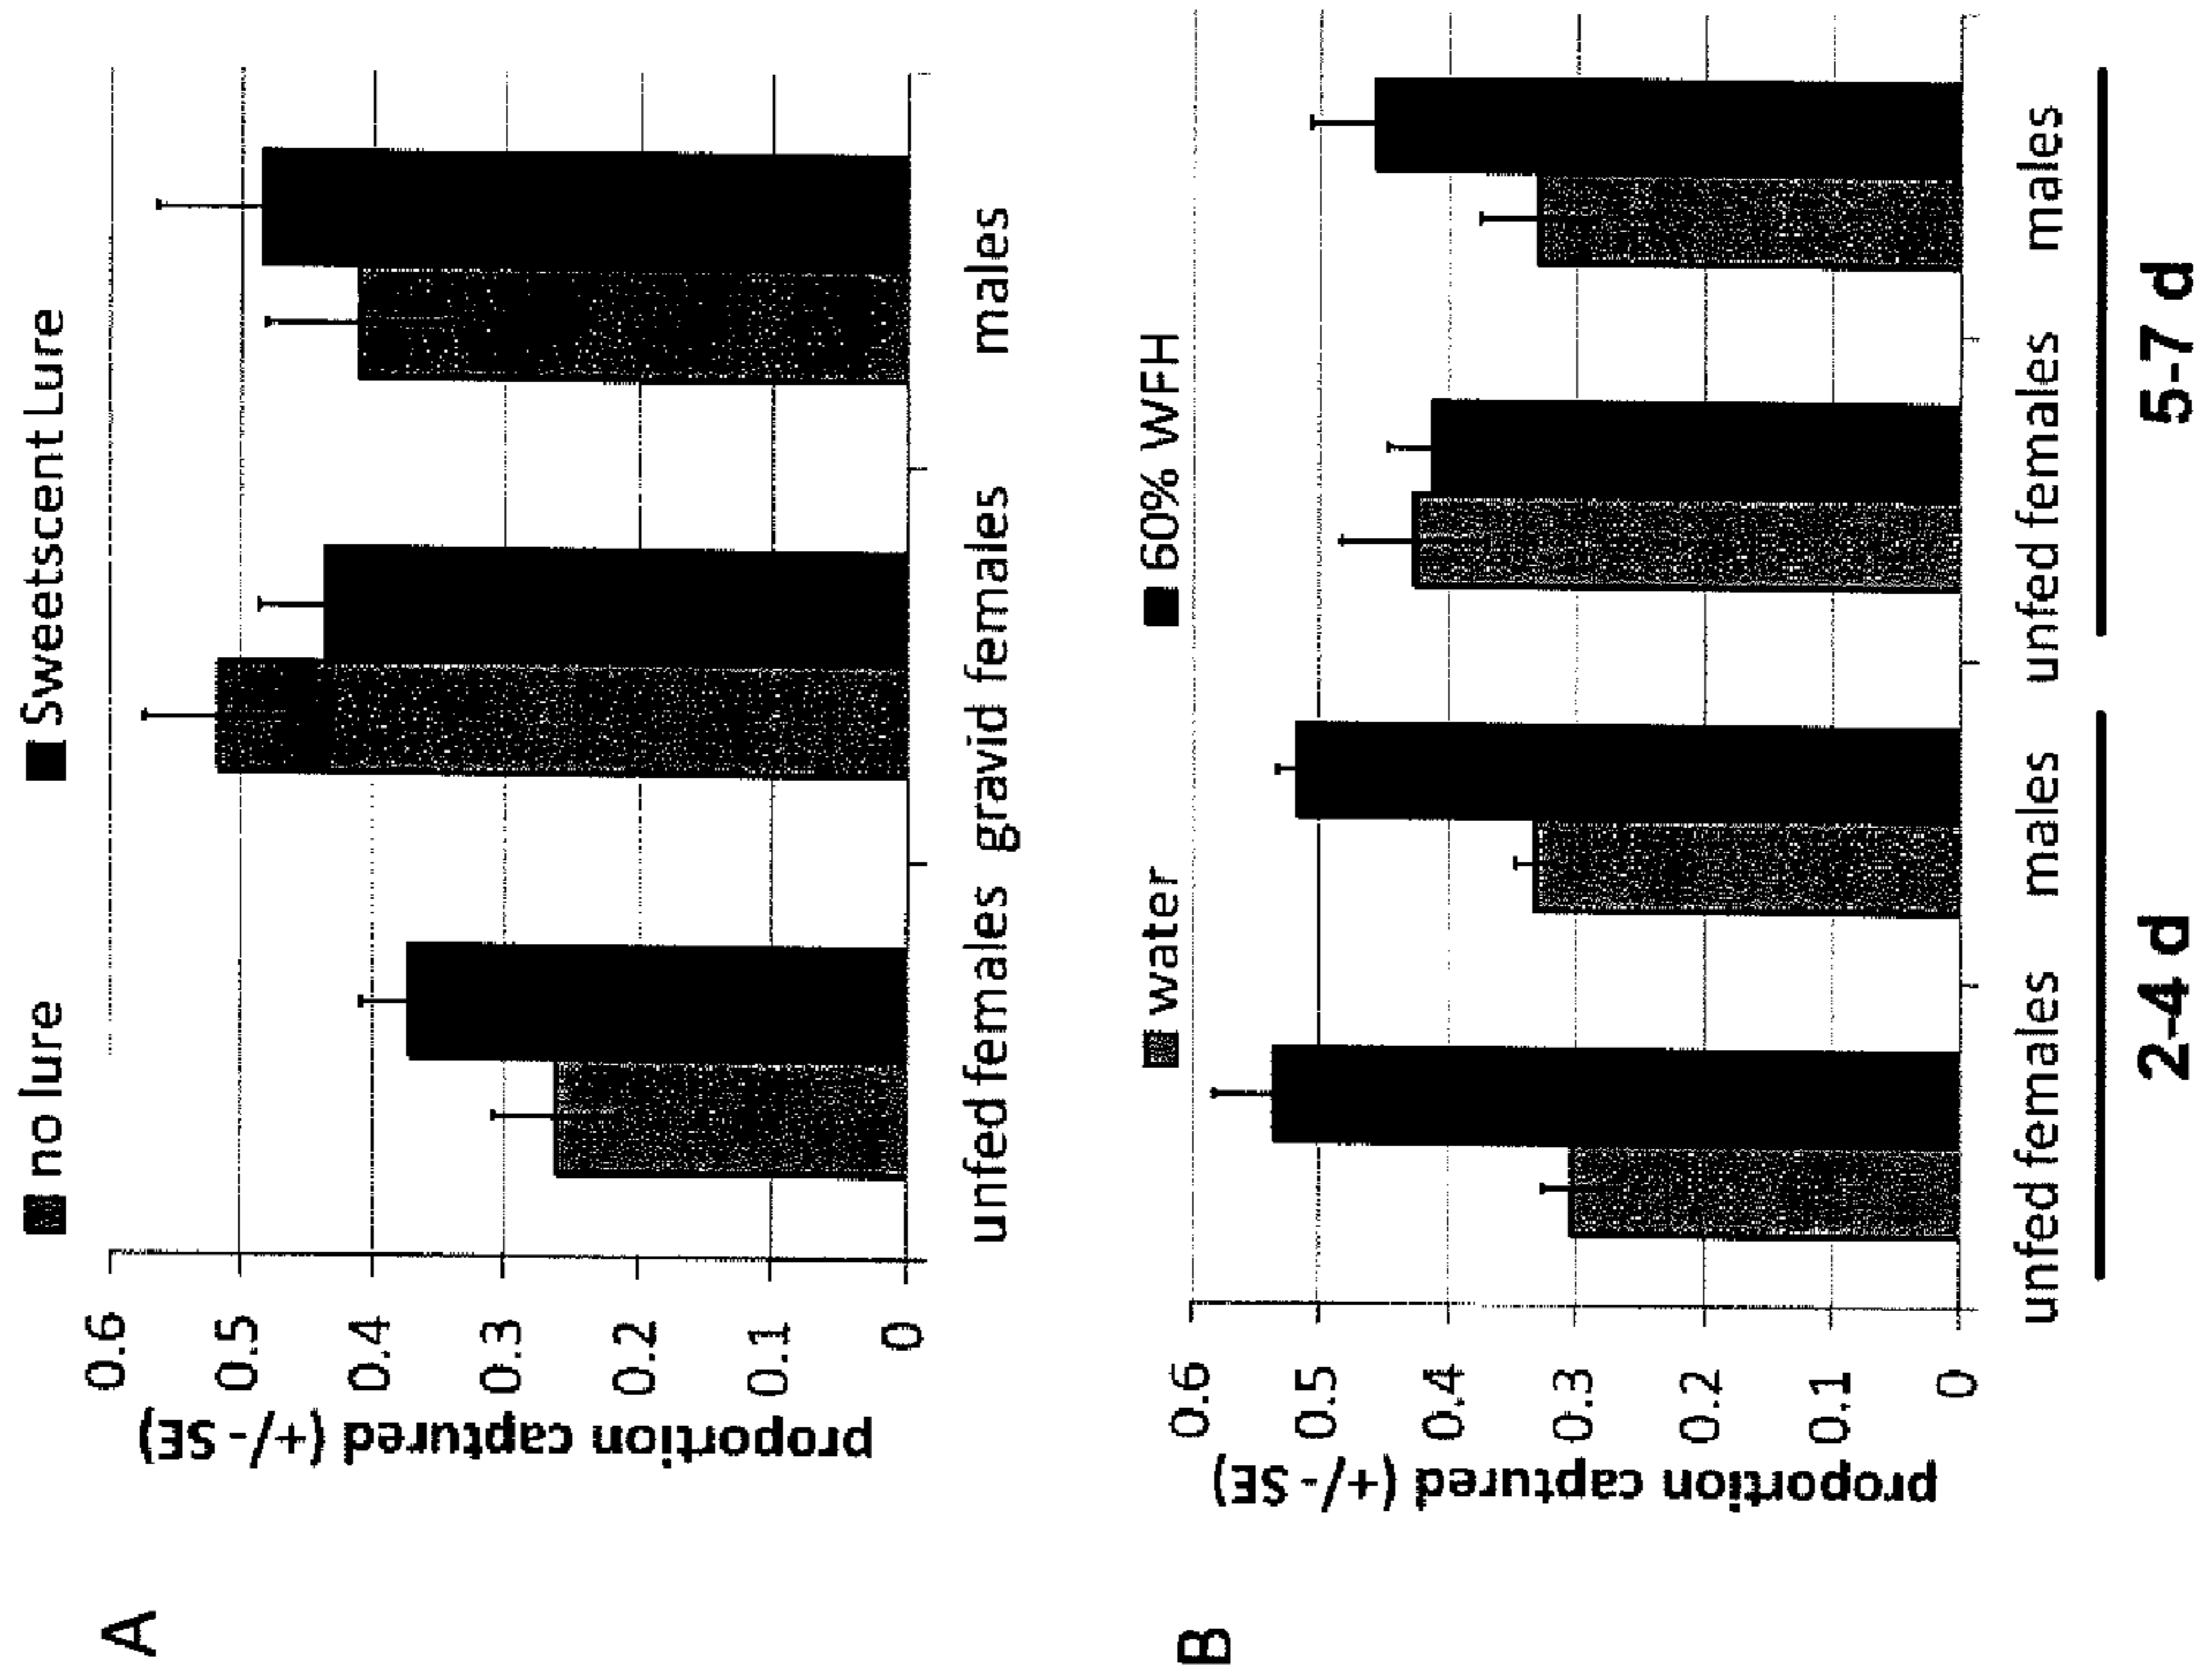 A
no lure Sweetscent Lure
proportion captured (+/- SE)
0.6
0.5
0.4
0.3
0.2
0.1
0
unfed females gravid females males
B
water 60% WFH
proportion captured (+/- SE)
0.6
0.5
0.4
0.3
0.2
0.1
0
unfed females males unfed females males
2-4 d 5-7 d